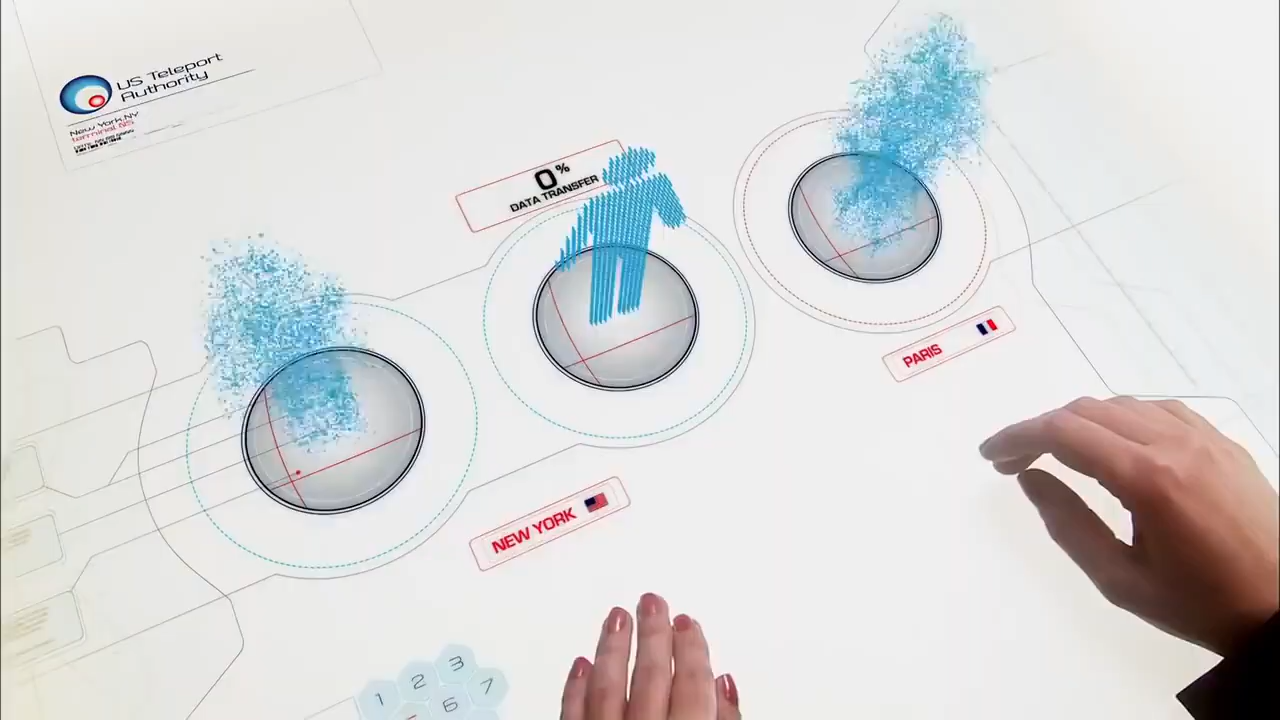 US Teleport
Authority
New York.NY
0%
DATA TRANSFER
PARIS
NEW YORK
1 2 3
6 7